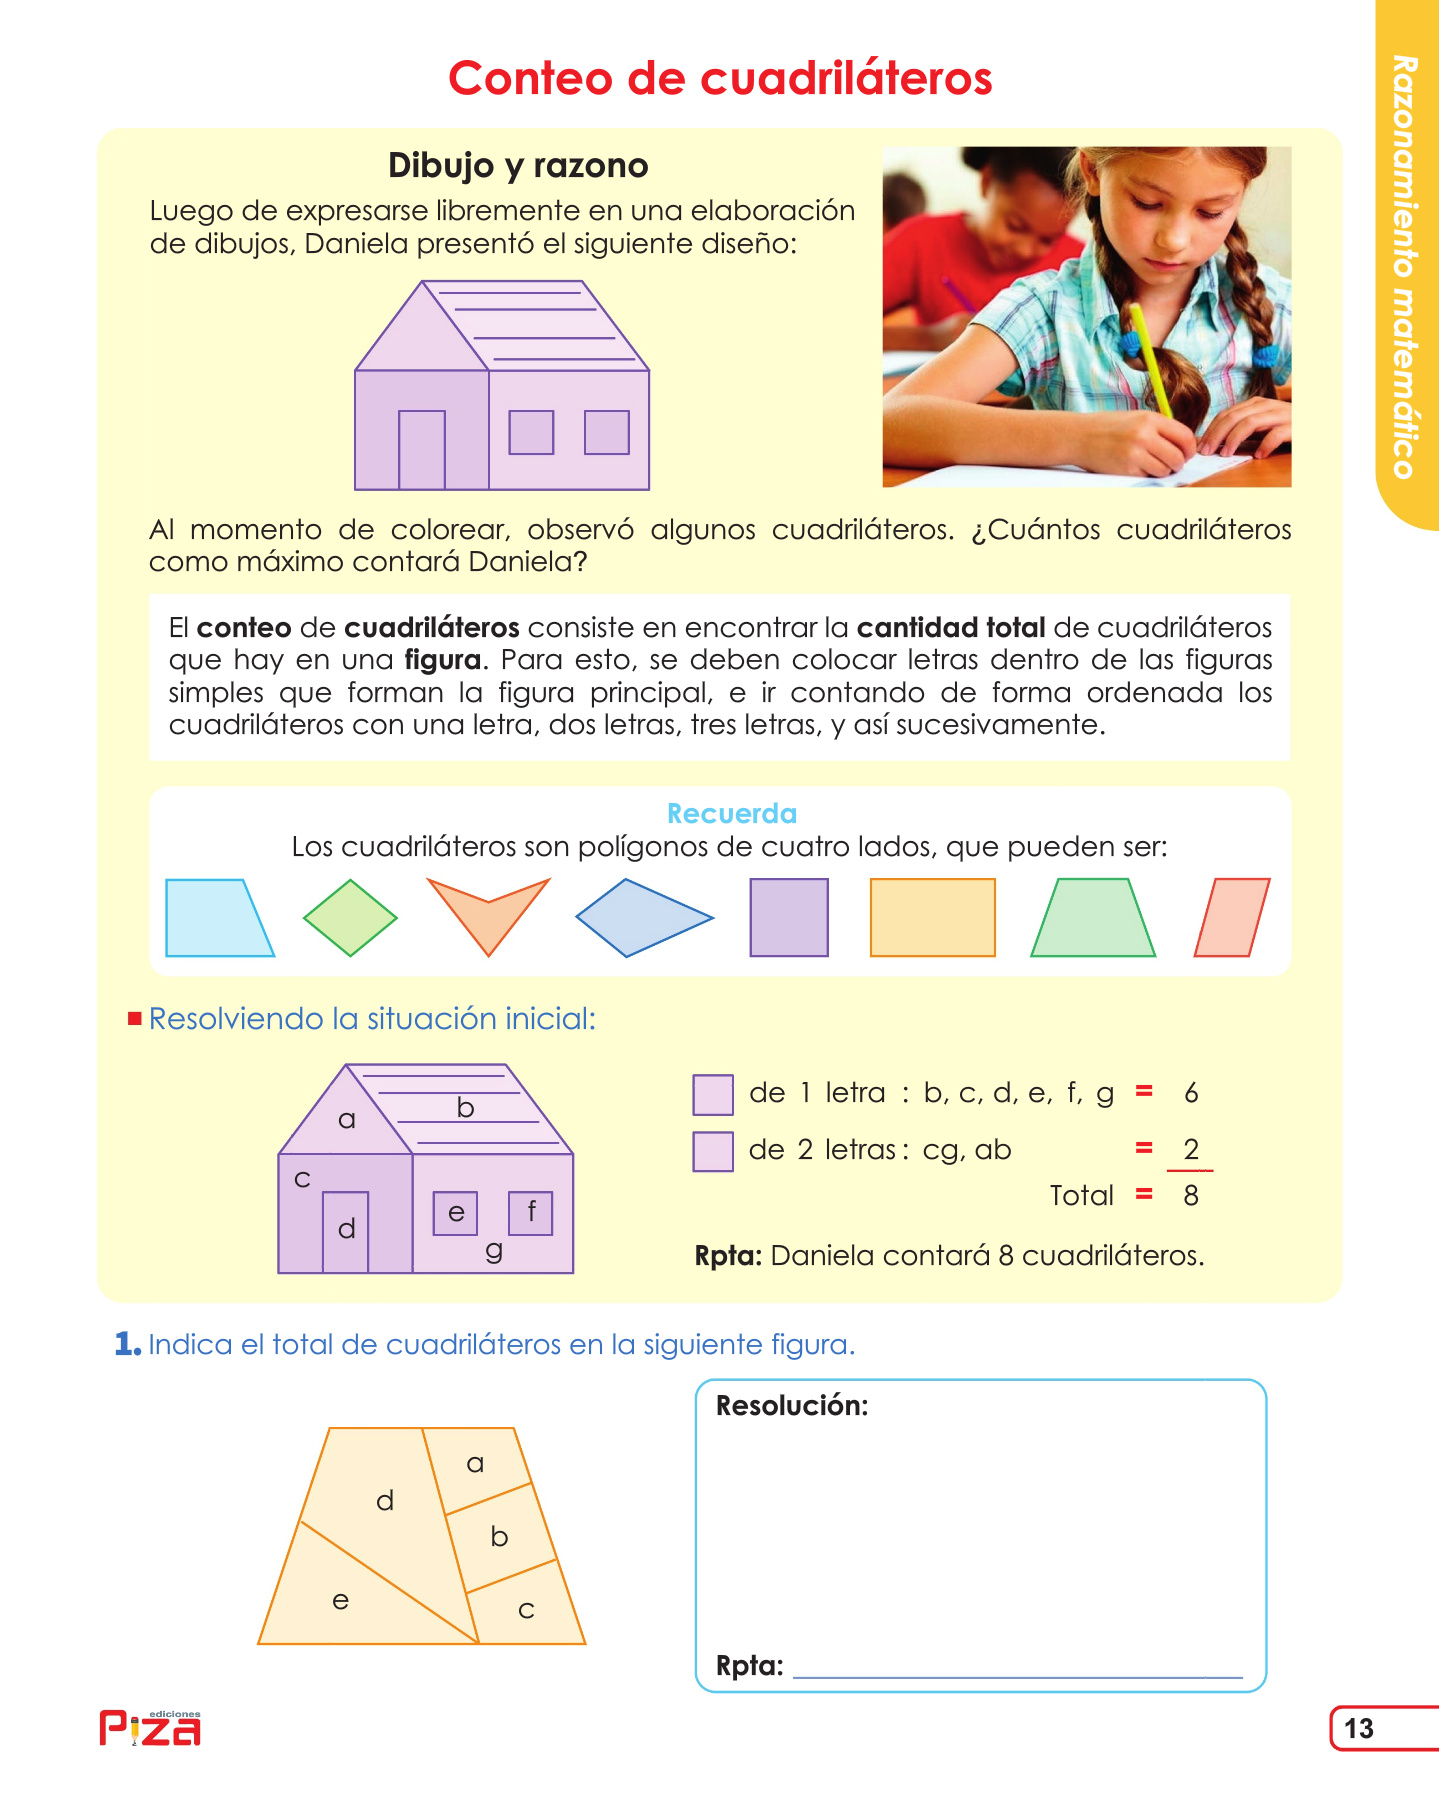 Conteo de cuadriláteros
Razonamiento matemático
Dibujo y razono
Luego de expresarse libremente en una elaboración
de dibujos, Daniela presentó el siguiente diseño:
Al momento de colorear, observó algunos cuadriláteros. ¿Cuántos cuadriláteros
como máximo contará Daniela?
El conteo de cuadriláteros consiste en encontrar la cantidad total de cuadriláteros
que hay en una figura. Para esto, se deben colocar letras dentro de las figuras
simples que forman la figura principal, e ir contando de forma ordenada los
cuadriláteros con una letra, dos letras, tres letras, y así sucesivamente.
Recuerda
Los cuadriláteros son polígonos de cuatro lados, que pueden ser:
Resolviendo la situación inicial:
a
b
c
d
e
f
g
de 1 letra : b, c, d, e, f, g = 6
de 2 letras : cg, ab = 2
Total = 8
Rpta: Daniela contará 8 cuadriláteros.
1. Indica el total de cuadriláteros en la siguiente figura.
a
d
b
e
c
Resolución:
Rpta:
ediciones
Piza
13